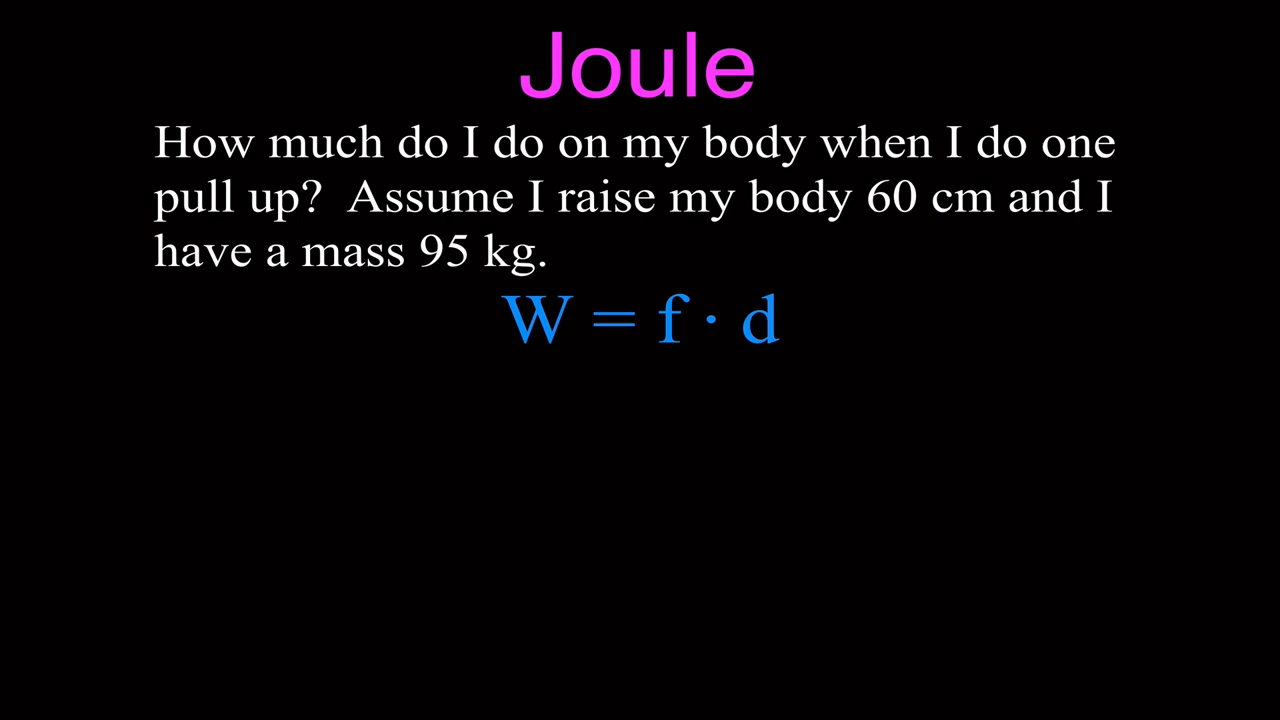 Joule
How much do I do on my body when I do one
pull up?  Assume I raise my body 60 cm and I
have a mass 95 kg.
W = f · d